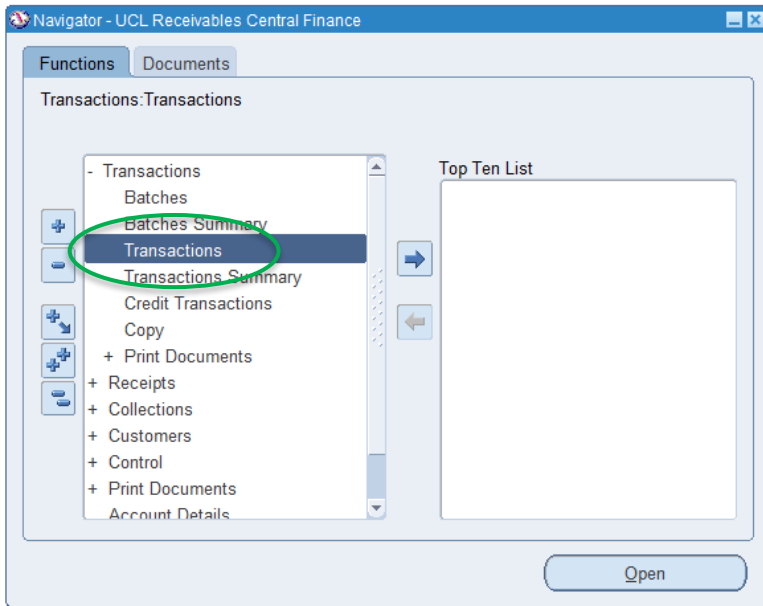 Navigator - UCL Receivables Central Finance
Functions Documents
Transactions:Transactions
- Transactions
Batches
Batches Summary
Transactions
Transactions Summary
Credit Transactions
Copy
+ Print Documents
+ Receipts
+ Collections
+ Customers
+ Control
+ Print Documents
Account Details
Top Ten List
Open